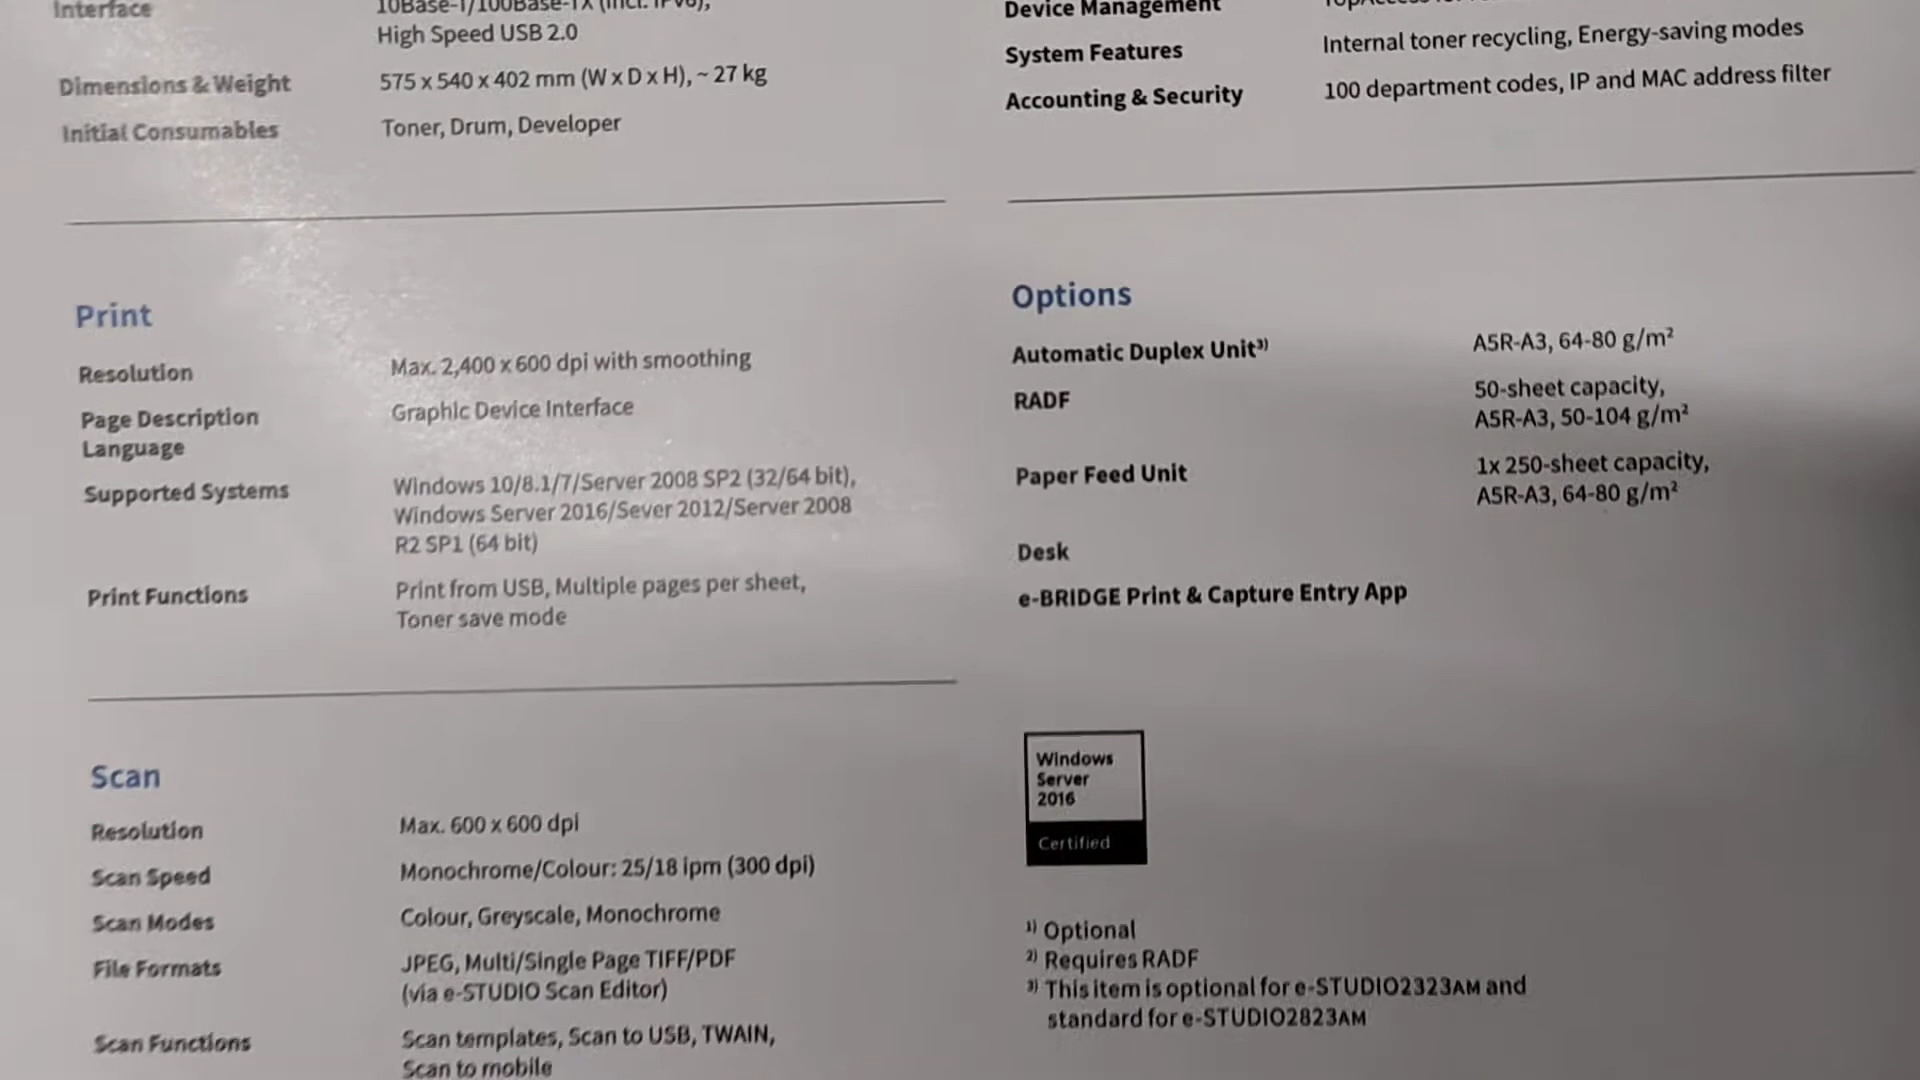 Interface
10Base-T/100Base-TX (incl. IPv6),
High Speed USB 2.0
Dimensions & Weight 575 x 540 x 402 mm (W x D x H), ~ 27 kg
Initial Consumables Toner, Drum, Developer
Print
Resolution Max. 2,400 x 600 dpi with smoothing
Page Description Graphic Device Interface
Language
Supported Systems Windows 10/8.1/7/Server 2008 SP2 (32/64 bit),
Windows Server 2016/Sever 2012/Server 2008
R2 SP1 (64 bit)
Print Functions Print from USB, Multiple pages per sheet,
Toner save mode
Scan
Resolution Max. 600 x 600 dpi
Scan Speed Monochrome/Colour: 25/18 ipm (300 dpi)
Scan Modes Colour, Greyscale, Monochrome
File Formats JPEG, Multi/Single Page TIFF/PDF
(via e-STUDIO Scan Editor)
Scan Functions Scan templates, Scan to USB, TWAIN,
Scan to mobile
Device Management
System Features Internal toner recycling, Energy-saving modes
Accounting & Security 100 department codes, IP and MAC address filter
Options
Automatic Duplex Unit³⁾ A5R-A3, 64-80 g/m²
RADF 50-sheet capacity,
A5R-A3, 50-104 g/m²
Paper Feed Unit 1x 250-sheet capacity,
A5R-A3, 64-80 g/m²
Desk
e-BRIDGE Print & Capture Entry App
Windows
Server
2016
Certified
¹⁾ Optional
²⁾ Requires RADF
³⁾ This item is optional for e-STUDIO2323AM and
standard for e-STUDIO2823AM